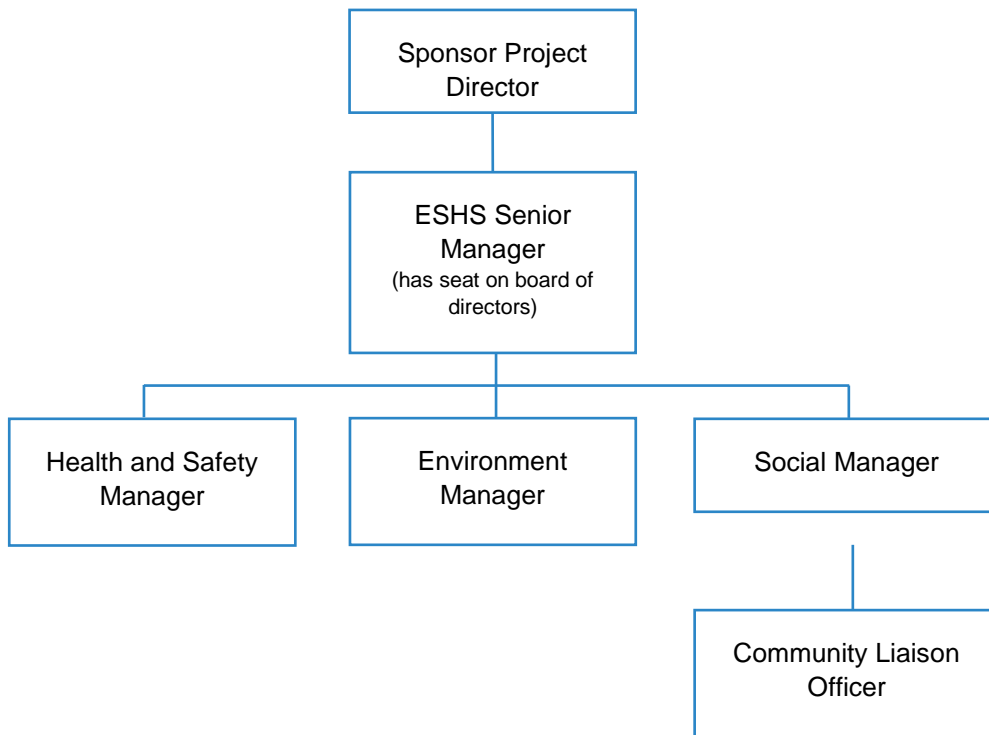 Sponsor Project
Director
ESHS Senior
Manager
(has seat on board of
directors)
Health and Safety
Manager
Environment
Manager
Social Manager
Community Liaison
Officer